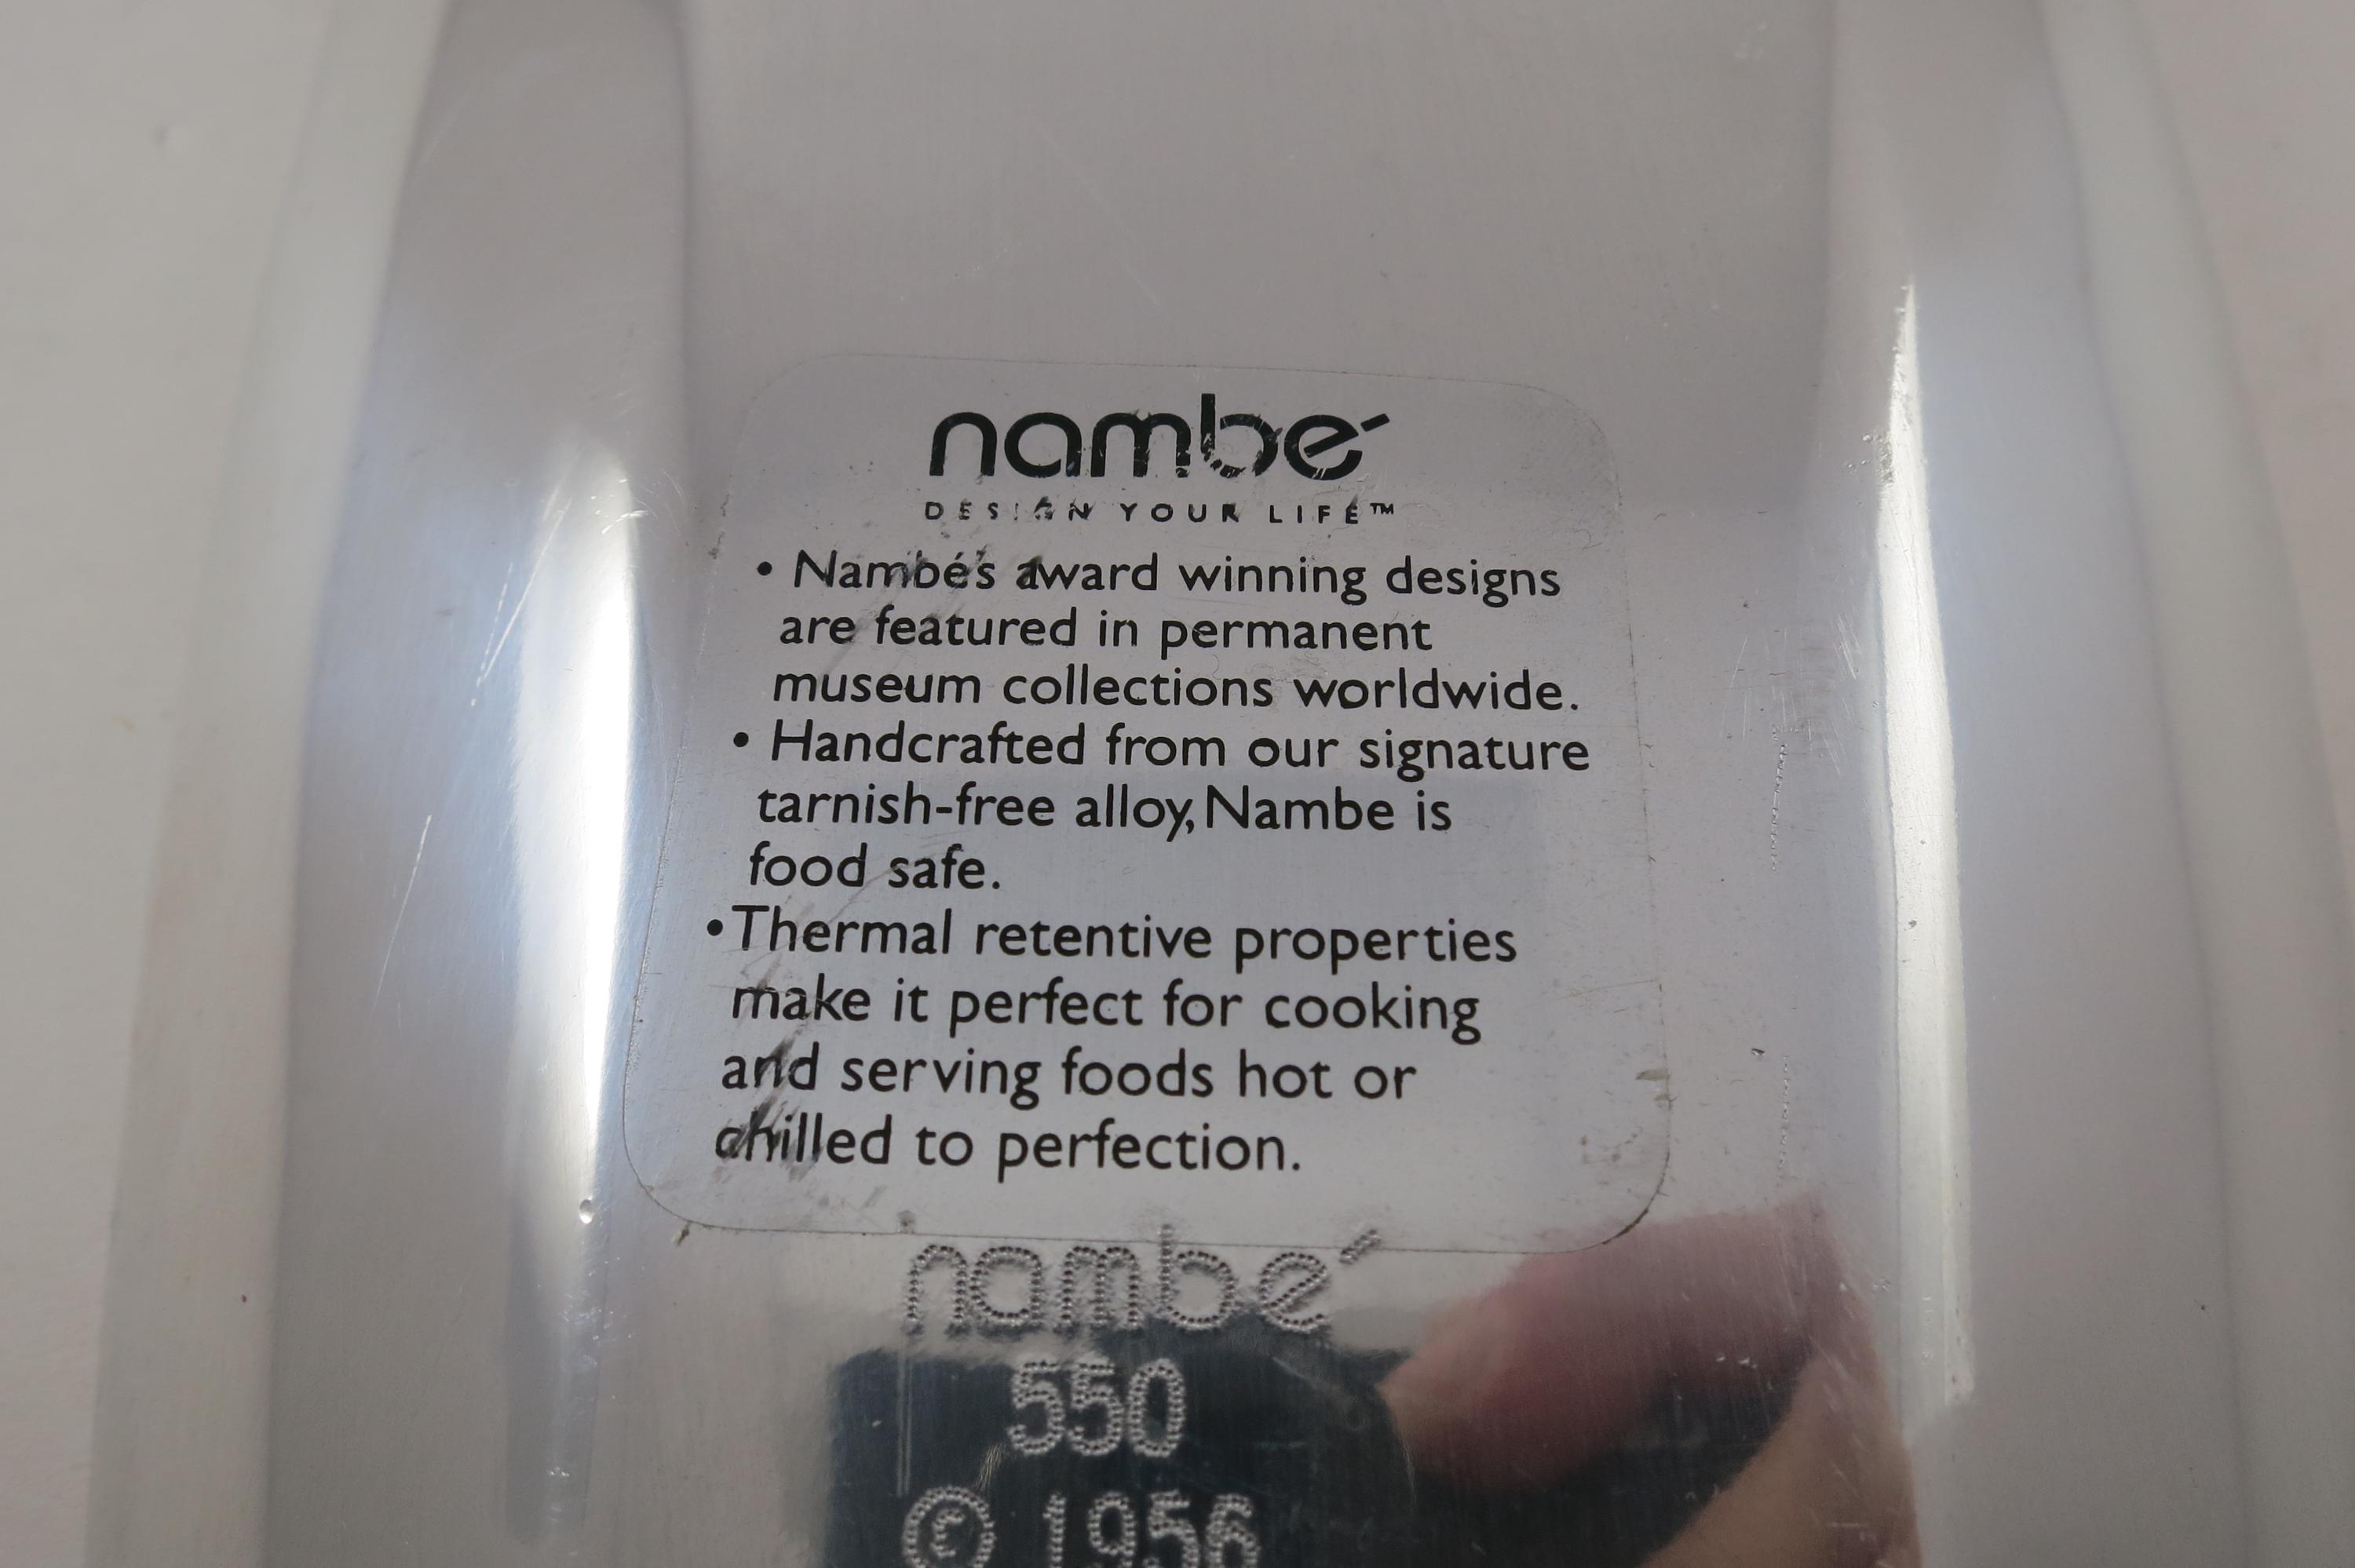 nambé
DESIGN YOUR LIFE™
• Nambé's award winning designs
are featured in permanent
museum collections worldwide.
• Handcrafted from our signature
tarnish-free alloy, Nambe is
food safe.
• Thermal retentive properties
make it perfect for cooking
and serving foods hot or
chilled to perfection.
nambé
550
© 1956